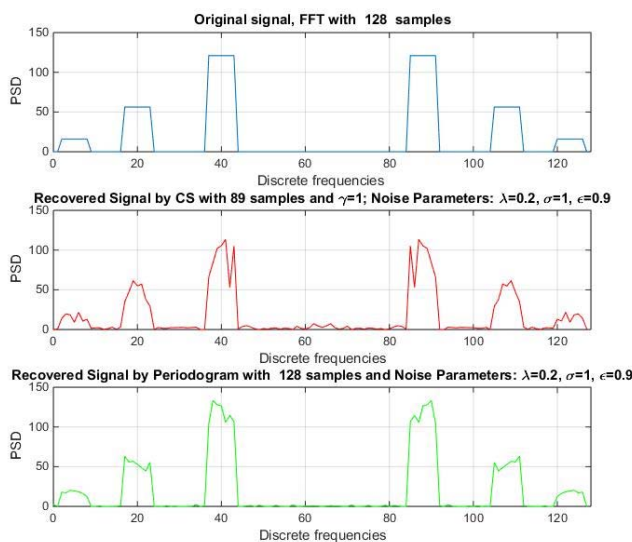 Original signal, FFT with 128 samples
150
100
50
0
PSD
0 20 40 60 80 100 120
Discrete frequencies
Recovered Signal by CS with 89 samples and γ=1; Noise Parameters: λ=0.2, σ=1, ϵ=0.9
150
100
50
0
PSD
0 20 40 60 80 100 120
Discrete frequencies
Recovered Signal by Periodogram with 128 samples and Noise Parameters: λ=0.2, σ=1, ϵ=0.9
150
100
50
0
PSD
0 20 40 60 80 100 120
Discrete frequencies